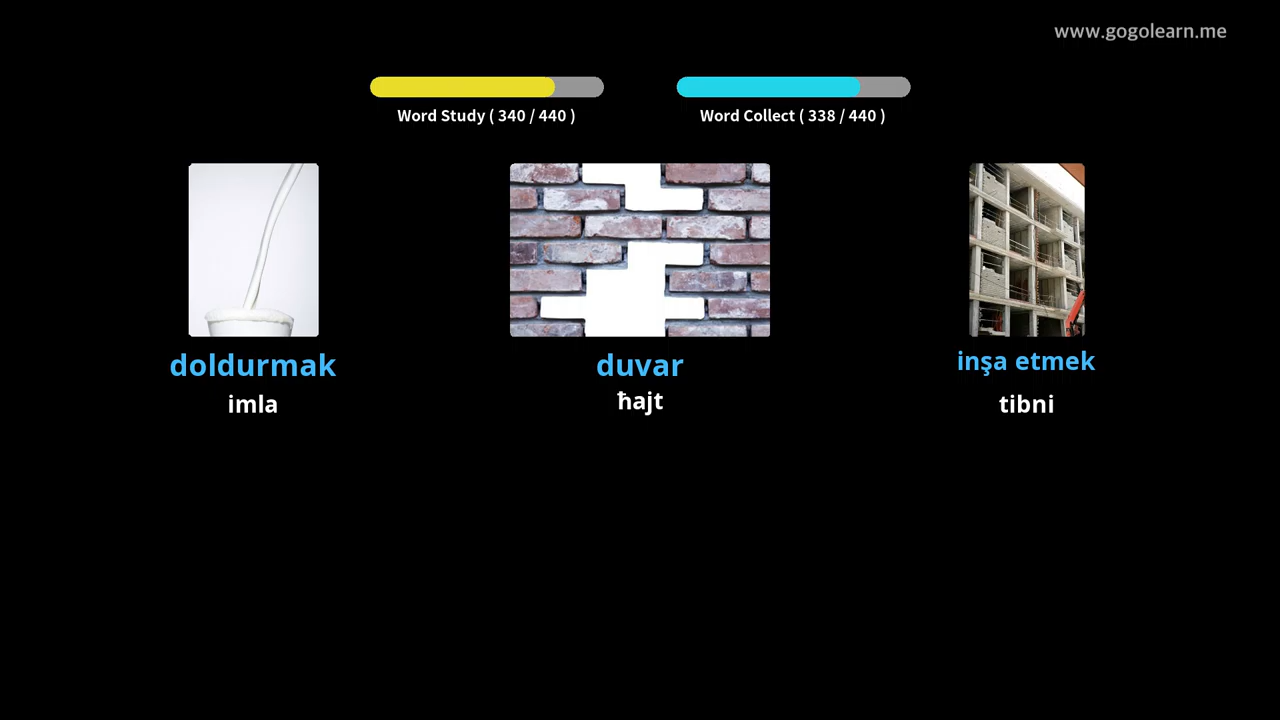 www.gogolearn.me
Word Study ( 340 / 440 )
Word Collect ( 338 / 440 )
doldurmak
imla
duvar
ħajt
inşa etmek
tibni